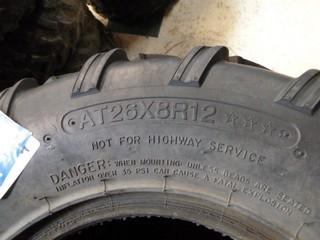 AT26X8R12 ☆☆☆
NOT FOR HIGHWAY SERVICE
DANGER: WHEN MOUNTING UNLESS BEADS ARE SEATED
INFLATION OVER 35 PSI CAN CAUSE A FATAL EXPLOSION